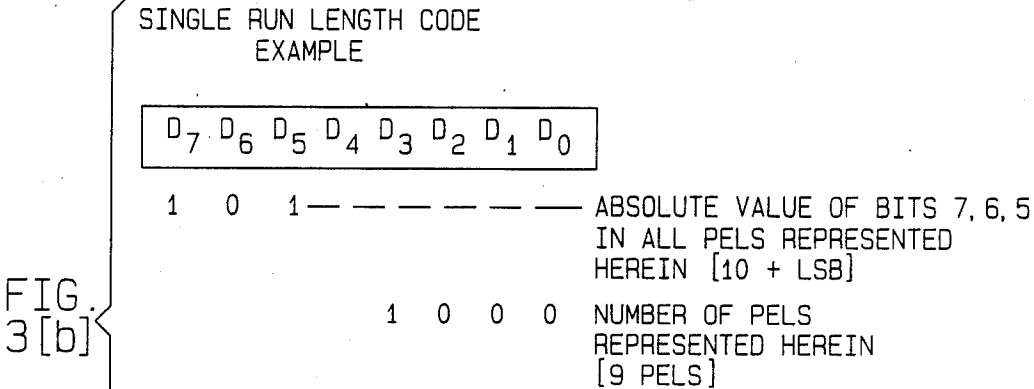 SINGLE RUN LENGTH CODE
EXAMPLE
D7 D6 D5 D4 D3 D2 D1 D0
1 0 1 — — — — — — ABSOLUTE VALUE OF BITS 7, 6, 5
IN ALL PELS REPRESENTED
HEREIN [10 + LSB]
FIG.
3[b]
1 0 0 0 NUMBER OF PELS
REPRESENTED HEREIN
[9 PELS]